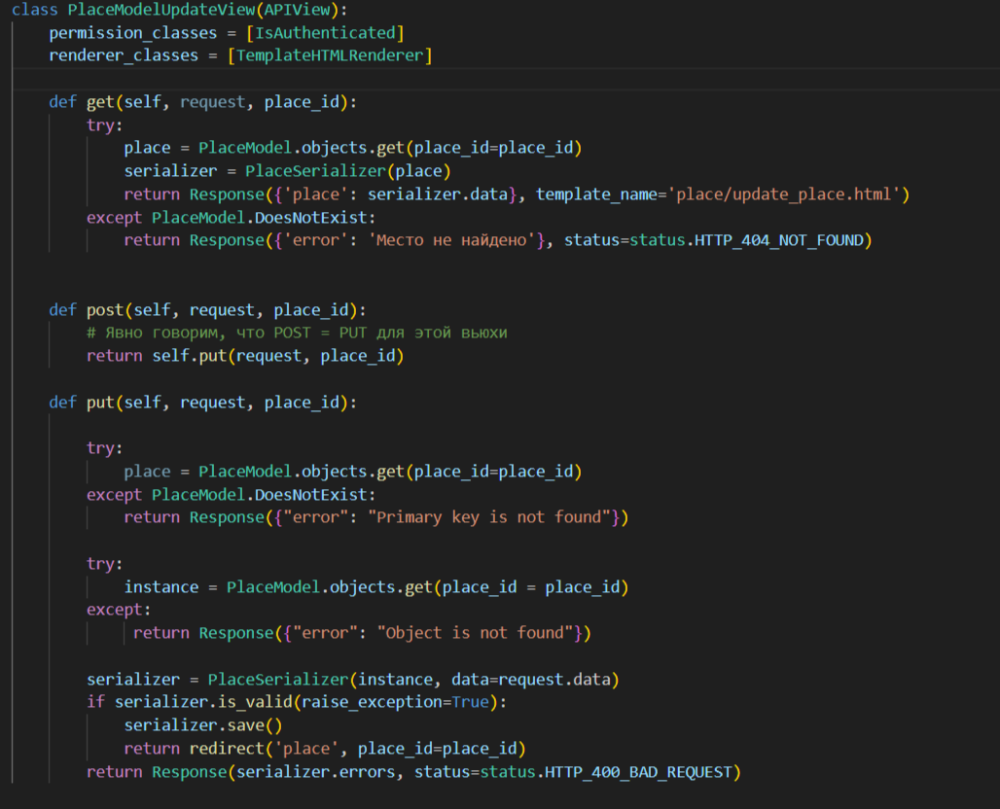 class PlaceModelUpdateView(APIView):
    permission_classes = [IsAuthenticated]
    renderer_classes = [TemplateHTMLRenderer]
    def get(self, request, place_id):
        try:
            place = PlaceModel.objects.get(place_id=place_id)
            serializer = PlaceSerializer(place)
            return Response({'place': serializer.data}, template_name='place/update_place.html')
        except PlaceModel.DoesNotExist:
            return Response({'error': 'Место не найдено'}, status=status.HTTP_404_NOT_FOUND)
    def post(self, request, place_id):
        # Явно говорим, что POST = PUT для этой вьюхи
        return self.put(request, place_id)
    def put(self, request, place_id):
        try:
            place = PlaceModel.objects.get(place_id=place_id)
        except PlaceModel.DoesNotExist:
            return Response({"error": "Primary key is not found"})
        try:
            instance = PlaceModel.objects.get(place_id = place_id)
        except:
             return Response({"error": "Object is not found"})
        serializer = PlaceSerializer(instance, data=request.data)
        if serializer.is_valid(raise_exception=True):
            serializer.save()
            return redirect('place', place_id=place_id)
        return Response(serializer.errors, status=status.HTTP_400_BAD_REQUEST)